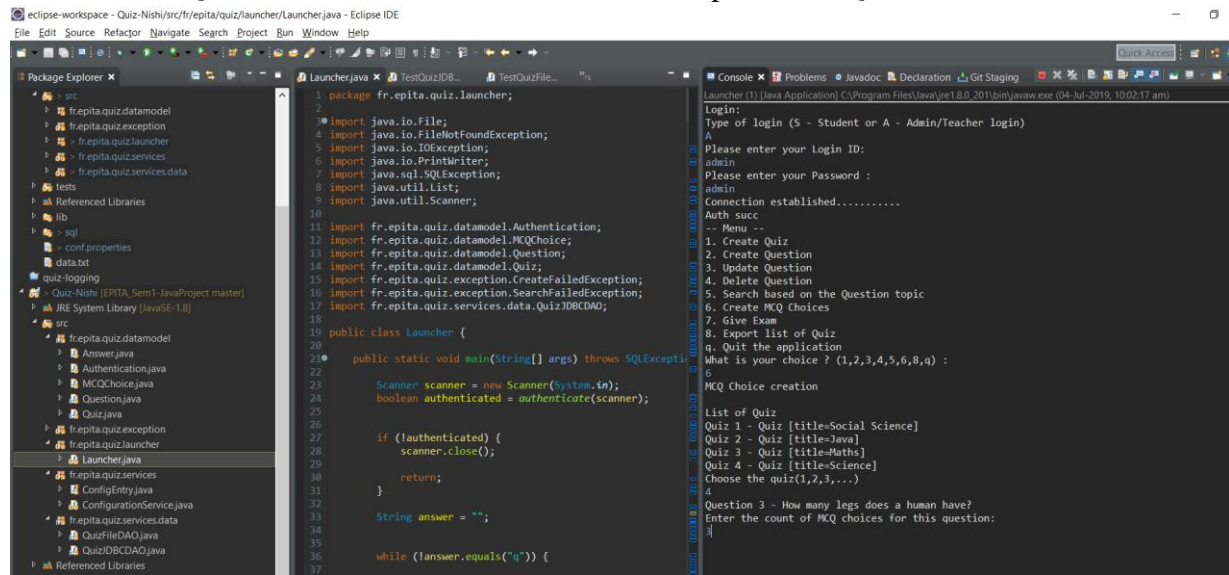 eclipse-workspace - Quiz-Nishi/src/fr/epita/quiz/launcher/Launcher.java - Eclipse IDE
File Edit Source Refactor Navigate Search Project Run Window Help
Quick Access
Package Explorer
> src
fr.epita.quiz.datamodel
fr.epita.quiz.exception
> fr.epita.quiz.launcher
> fr.epita.quiz.services
> fr.epita.quiz.services.data
tests
Referenced Libraries
lib
> sql
> conf.properties
data.txt
quiz-logging
> Quiz-Nishi [EPITA_Sem1-JavaProject master]
JRE System Library [JavaSE-1.8]
src
fr.epita.quiz.datamodel
Answer.java
Authentication.java
MCQChoice.java
Question.java
Quiz.java
fr.epita.quiz.exception
fr.epita.quiz.launcher
Launcher.java
fr.epita.quiz.services
ConfigEntry.java
ConfigurationService.java
fr.epita.quiz.services.data
QuizFileDAO.java
QuizJDBCDAO.java
Referenced Libraries
Launcher.java TestQuizJDB... TestQuizFile... »15
1 package fr.epita.quiz.launcher;
2
3 import java.io.File;
4 import java.io.FileNotFoundException;
5 import java.io.IOException;
6 import java.io.PrintWriter;
7 import java.sql.SQLException;
8 import java.util.List;
9 import java.util.Scanner;
10
11 import fr.epita.quiz.datamodel.Authentication;
12 import fr.epita.quiz.datamodel.MCQChoice;
13 import fr.epita.quiz.datamodel.Question;
14 import fr.epita.quiz.datamodel.Quiz;
15 import fr.epita.quiz.exception.CreateFailedException;
16 import fr.epita.quiz.exception.SearchFailedException;
17 import fr.epita.quiz.services.data.QuizJDBCDAO;
18
19 public class Launcher {
20
21 public static void main(String[] args) throws SQLExcepti
22
23 Scanner scanner = new Scanner(System.in);
24 boolean authenticated = authenticate(scanner);
25
26
27 if (!authenticated) {
28 scanner.close();
29
30 return;
31 }
32
33 String answer = "";
34
35
36 while (!answer.equals("q")) {
37
Console Problems Javadoc Declaration Git Staging
Launcher (1) [Java Application] C:\Program Files\Java\jre1.8.0_201\bin\javaw.exe (04-Jul-2019, 10:02:17 am)
Login:
Type of login (S - Student or A - Admin/Teacher login)
A
Please enter your Login ID:
admin
Please enter your Password :
admin
Connection established...........
Auth succ
-- Menu --
1. Create Quiz
2. Create Question
3. Update Question
4. Delete Question
5. Search based on the Question topic
6. Create MCQ Choices
7. Give Exam
8. Export list of Quiz
q. Quit the application
What is your choice ? (1,2,3,4,5,6,8,q) :
6
MCQ Choice creation
List of Quiz
Quiz 1 - Quiz [title=Social Science]
Quiz 2 - Quiz [title=Java]
Quiz 3 - Quiz [title=Maths]
Quiz 4 - Quiz [title=Science]
Choose the quiz(1,2,3,...)
4
Question 3 - How many legs does a human have?
Enter the count of MCQ choices for this question:
3